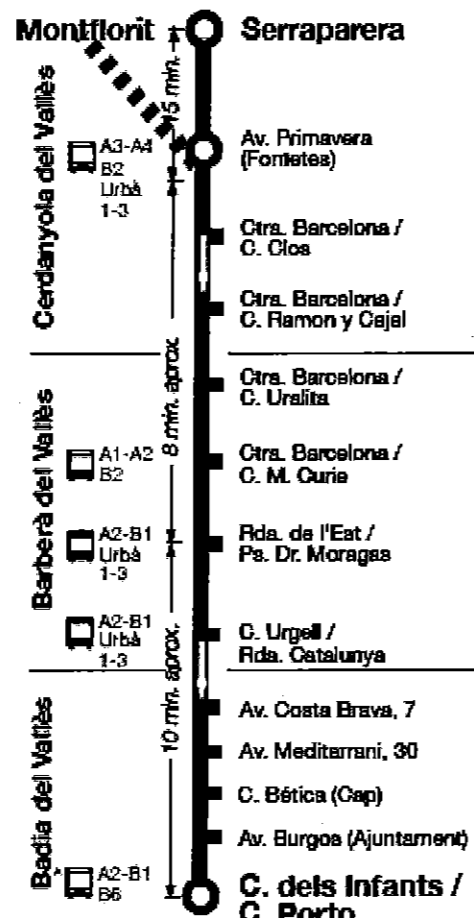 Montflorit
Serraparera
15 min.
Cerdanyola del Vallès
A3-A4
B2
Urbà
1-3
Av. Primavera
(Fontetes)
Ctra. Barcelona /
C. Clos
Ctra. Barcelona /
C. Ramon y Cajal
8 min. aprox.
Barberà del Vallès
Ctra. Barcelona /
C. Uralita
A1-A2
B2
Ctra. Barcelona /
C. M. Curie
A2-B1
Urbà
1-3
Rda. de l'Est /
Ps. Dr. Moragas
A2-B1
Urbà
1-3
C. Urgell /
Rda. Catalunya
10 min. aprox.
Badia del Vallès
Av. Costa Brava, 7
Av. Mediterrani, 30
C. Bética (Cap)
Av. Burgos (Ajuntament)
A2-B1
B6
C. dels Infants /
C. Porto